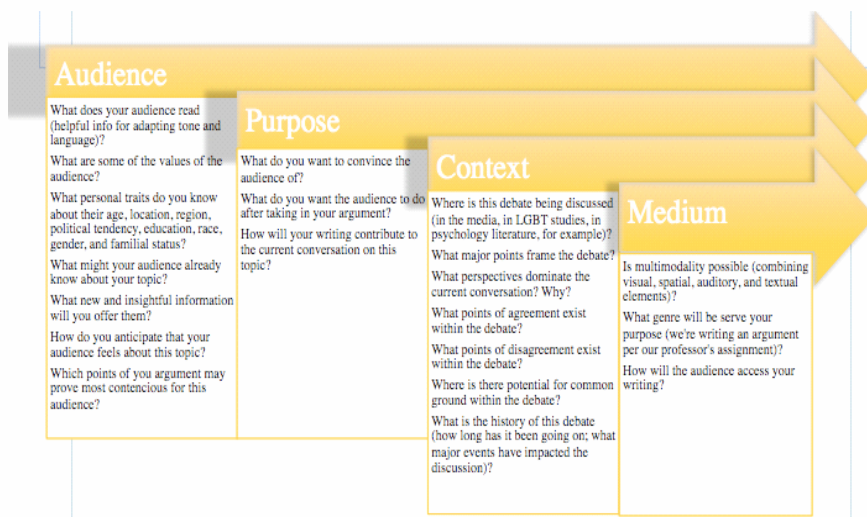 Audience
What does your audience read
(helpful info for adapting tone and
language)?
What are some of the values of the
audience?
What personal traits do you know
about their age, location, region,
political tendency, education, race,
gender, and familial status?
What might your audience already
know about your topic?
What new and insightful information
will you offer them?
How do you anticipate that your
audience feels about this topic?
Which points of you argument may
prove most contencious for this
audience?
Purpose
What do you want to convince the
audience of?
What do you want the audience to do
after taking in your argument?
How will your writing contribute to
the current conversation on this
topic?
Context
Where is this debate being discussed
(in the media, in LGBT studies, in
psychology literature, for example)?
What major points frame the debate?
What perspectives dominate the
current conversation? Why?
What points of agreement exist
within the debate?
What points of disagreement exist
within the debate?
Where is there potential for common
ground within the debate?
What is the history of this debate
(how long has it been going on; what
major events have impacted the
discussion)?
Medium
Is multimodality possible (combining
visual, spatial, auditory, and textual
elements)?
What genre will be serve your
purpose (we're writing an argument
per our professor's assignment)?
How will the audience access your
writing?